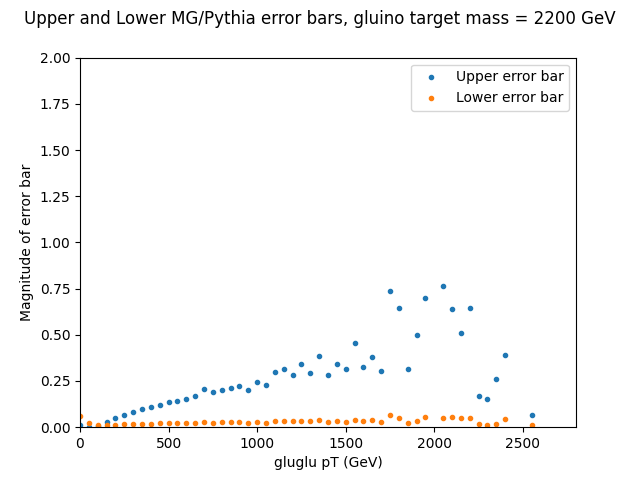 Upper and Lower MG/Pythia error bars, gluino target mass = 2200 GeV
2.00
1.75
1.50
1.25
1.00
0.75
0.50
0.25
0.00
Magnitude of error bar
Upper error bar
Lower error bar
0 500 1000 1500 2000 2500
gluglu pT (GeV)